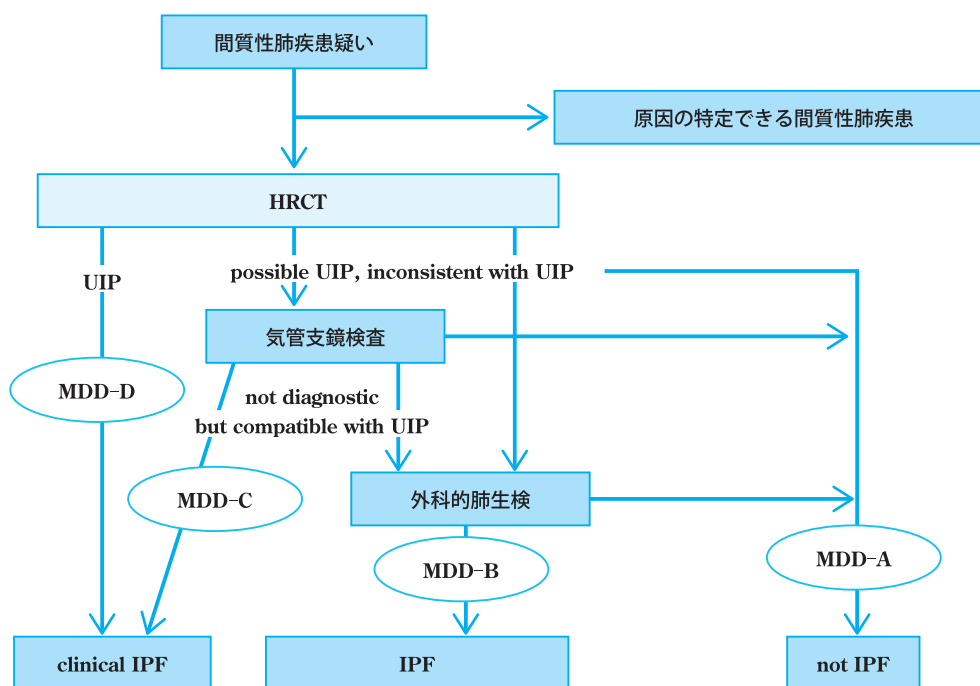 間質性肺疾患疑い
原因の特定できる間質性肺疾患
HRCT
UIP
possible UIP, inconsistent with UIP
気管支鏡検査
MDD-D
not diagnostic
but compatible with UIP
MDD-C
外科的肺生検
MDD-B
MDD-A
clinical IPF
IPF
not IPF